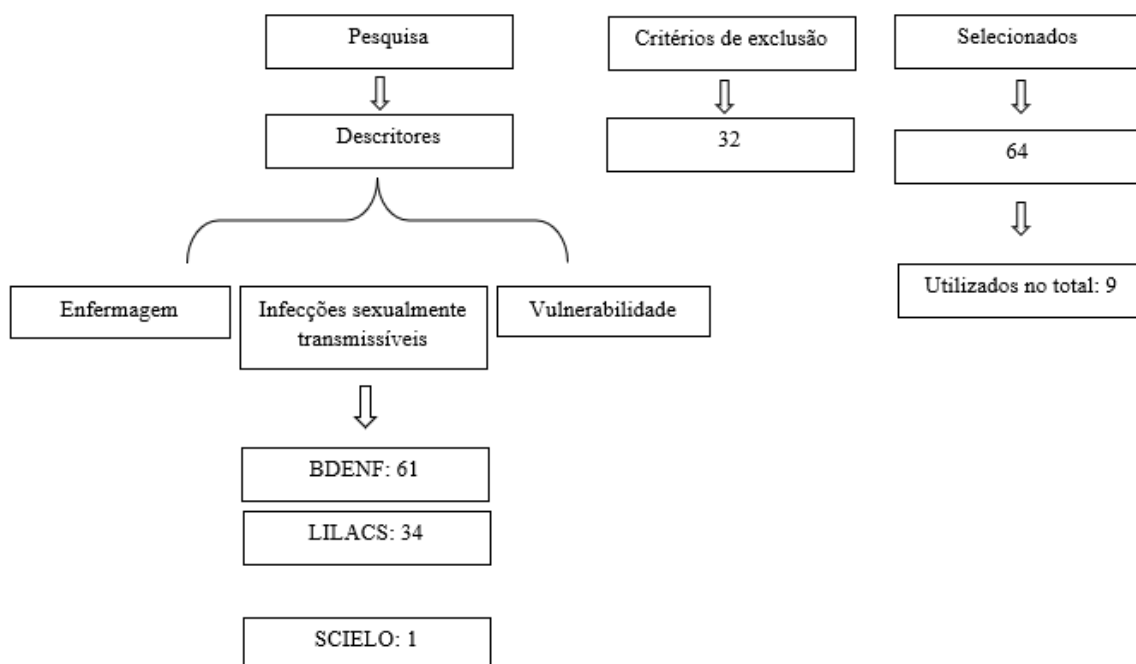 Pesquisa
Descritores
Enfermagem
Infecções sexualmente
transmissíveis
Vulnerabilidade
BDENF: 61
LILACS: 34
SCIELO: 1
Critérios de exclusão
32
Selecionados
64
Utilizados no total: 9